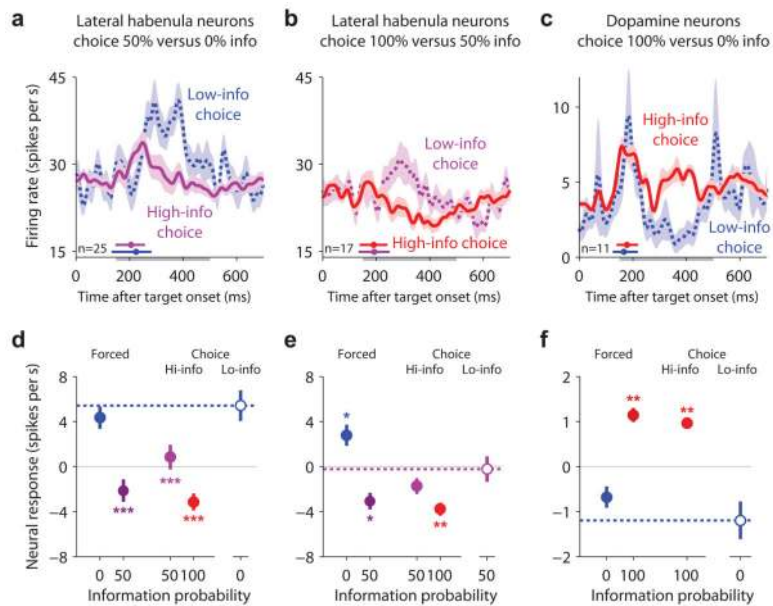 a
Lateral habenula neurons
choice 50% versus 0% info
b
Lateral habenula neurons
choice 100% versus 50% info
c
Dopamine neurons
choice 100% versus 0% info
Firing rate (spikes per s)
45
30
15
Low-info
choice
High-info
choice
n=25
0 200 400 600
Time after target onset (ms)
45
30
15
Low-info
choice
n=17
High-info choice
0 200 400 600
Time after target onset (ms)
10
5
0
High-info
choice
Low-info
choice
n=11
0 200 400 600
Time after target onset (ms)
d
Forced Choice
Hi-info Lo-info
Neural response (spikes per s)
8
4
0
−4
−8
***
***
***
0 50 50 100 0
Information probability
e
Forced Choice
Hi-info Lo-info
8
4
0
−4
−8
*
*
**
0 50 50 100 50
Information probability
f
Forced Choice
Hi-info Lo-info
2
1
0
−1
−2
**
**
0 100 100 0
Information probability